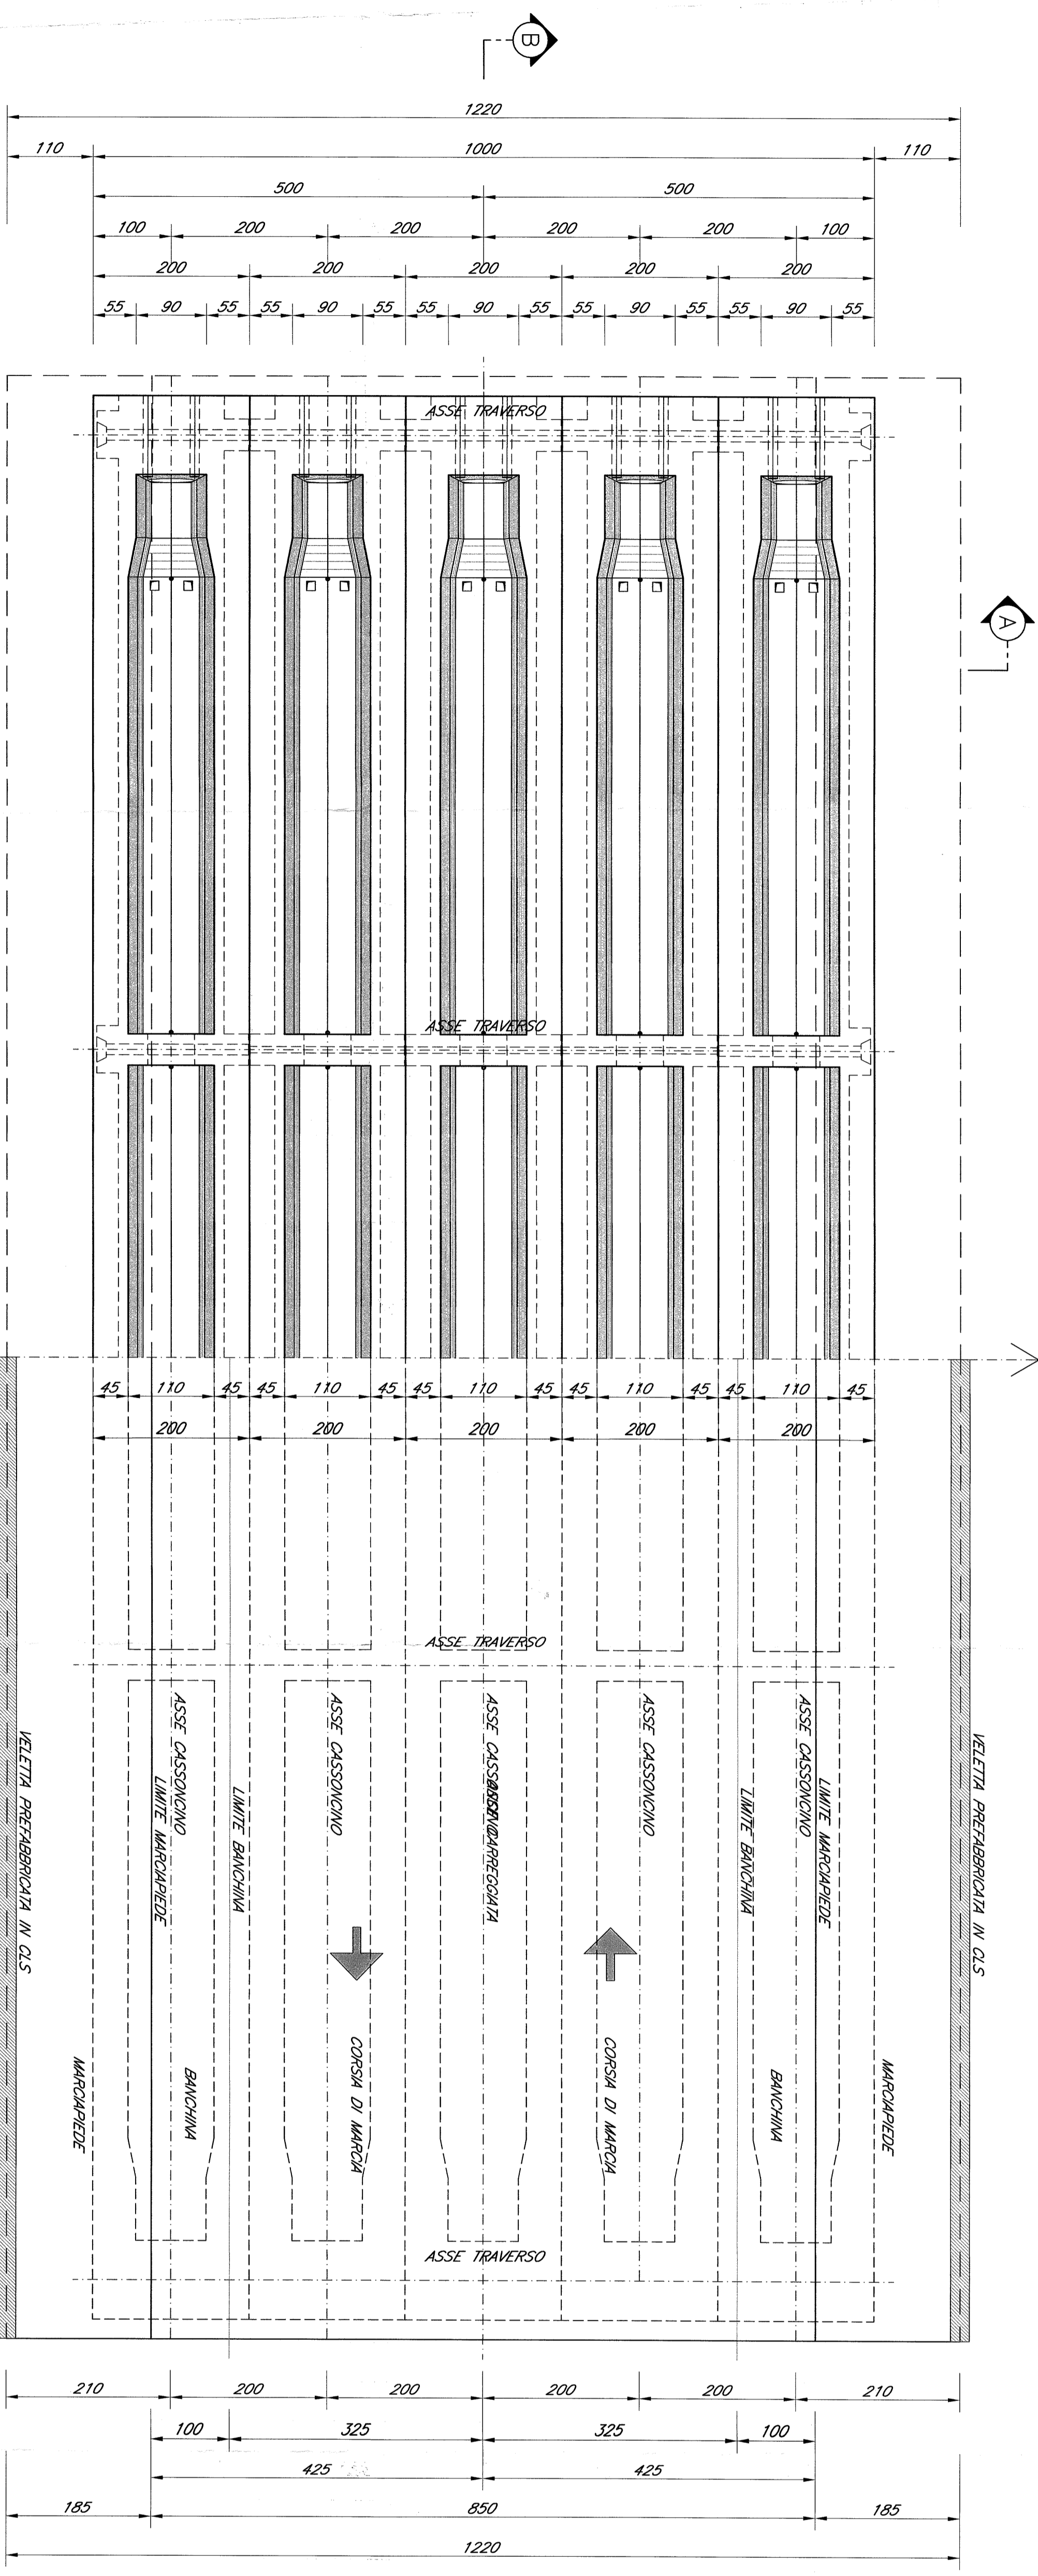 B
1220
110 1000 110
500 500
100 200 200 200 200 100
200 200 200 200 200
55 90 55 55 90 55 55 90 55 55 90 55 55 90 55
ASSE TRAVERSO
A
ASSE TRAVERSO
45 110 45 45 110 45 45 110 45 45 110 45 45 110 45
200 200 200 200 200
ASSE TRAVERSO
VELETTA PREFABBRICATA IN CLS
ASSE CASSONCINO
LIMITE MARCIAPIEDE
LIMITE BANCHINA
ASSE CASSONCINO
ASSE CASSONCINO
ASSE CARREGGIATA
ASSE CASSONCINO
LIMITE BANCHINA
ASSE CASSONCINO
LIMITE MARCIAPIEDE
VELETTA PREFABBRICATA IN CLS
MARCIAPIEDE
BANCHINA
CORSIA DI MARCIA
CORSIA DI MARCIA
BANCHINA
MARCIAPIEDE
ASSE TRAVERSO
210 200 200 200 200 210
100 325 325 100
425 425
185 850 185
1220